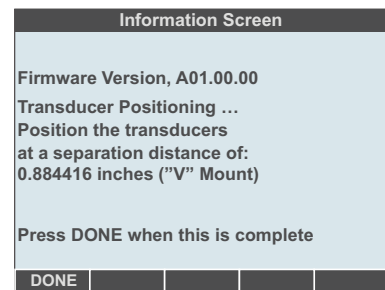 Information Screen
Firmware Version, A01.00.00
Transducer Positioning …
Position the transducers
at a separation distance of:
0.884416 inches (”V” Mount)
Press DONE when this is complete
DONE